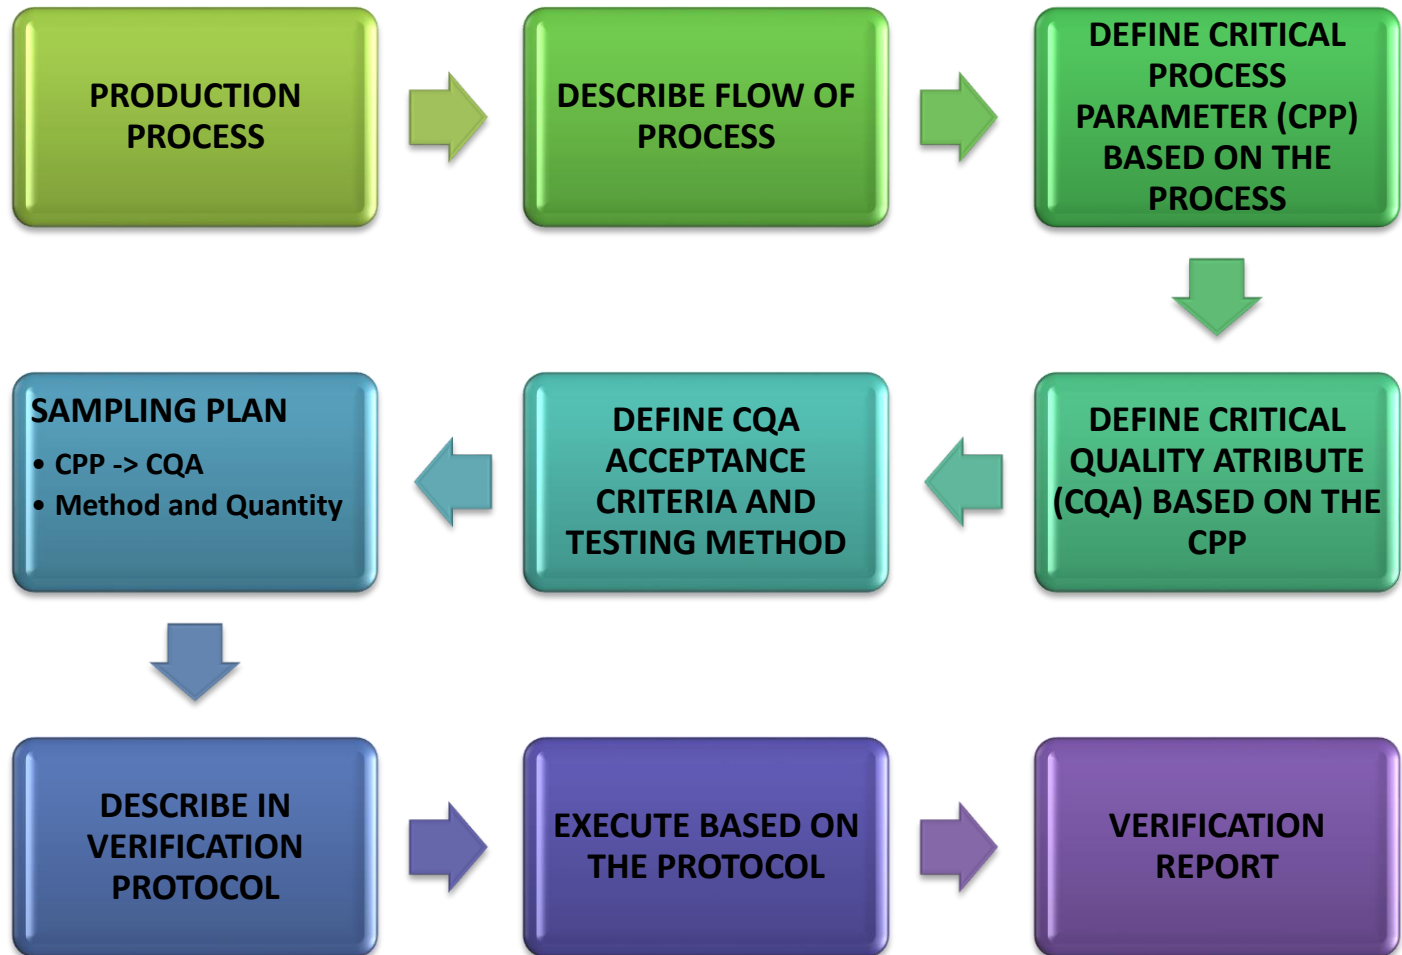 PRODUCTION
PROCESS
DESCRIBE FLOW OF
PROCESS
DEFINE CRITICAL
PROCESS
PARAMETER (CPP)
BASED ON THE
PROCESS
DEFINE CRITICAL
QUALITY ATRIBUTE
(CQA) BASED ON THE
CPP
DEFINE CQA
ACCEPTANCE
CRITERIA AND
TESTING METHOD
SAMPLING PLAN
• CPP -> CQA
• Method and Quantity
DESCRIBE IN
VERIFICATION
PROTOCOL
EXECUTE BASED ON
THE PROTOCOL
VERIFICATION
REPORT